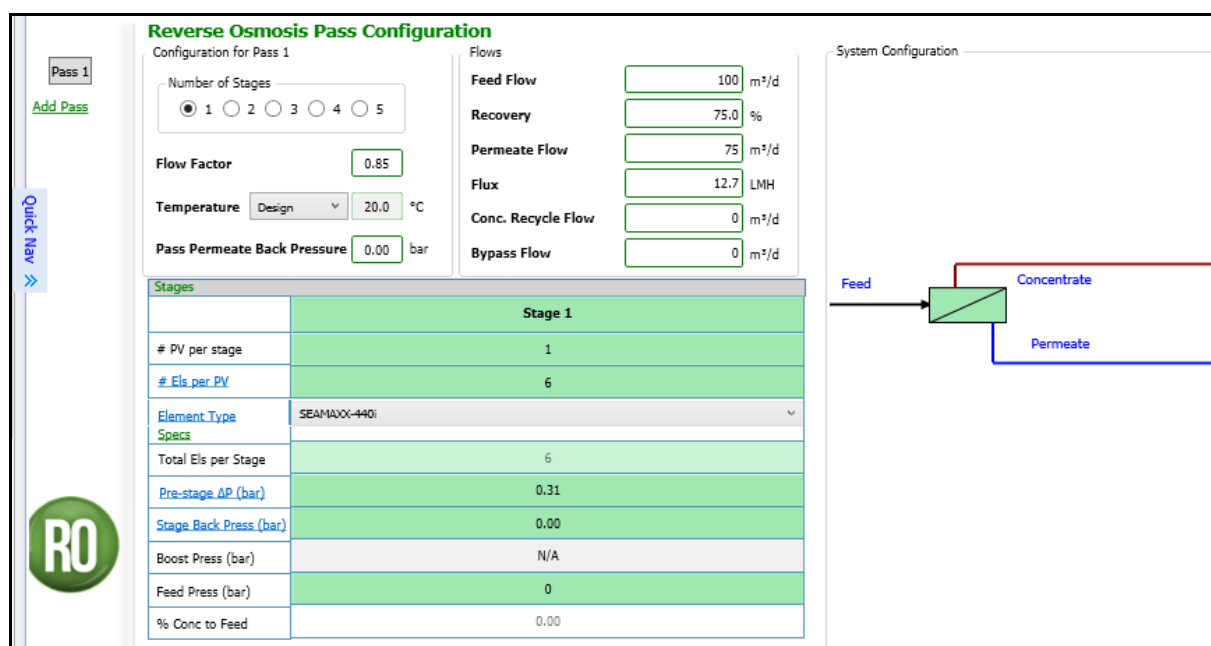 Reverse Osmosis Pass Configuration
Pass 1
Add Pass
Quick Nav
Configuration for Pass 1
Number of Stages
1 2 3 4 5
Flow Factor 0.85
Temperature Design 20.0 °C
Pass Permeate Back Pressure 0.00 bar
Flows
Feed Flow 100 m³/d
Recovery 75.0 %
Permeate Flow 75 m³/d
Flux 12.7 LMH
Conc. Recycle Flow 0 m³/d
Bypass Flow 0 m³/d
System Configuration
Feed
Concentrate
Permeate
Stages
Stage 1
# PV per stage 1
# Els per PV 6
Element Type SEAMAXX-440i
Specs
Total Els per Stage 6
Pre-stage ΔP (bar) 0.31
Stage Back Press (bar) 0.00
Boost Press (bar) N/A
Feed Press (bar) 0
% Conc to Feed 0.00
RO